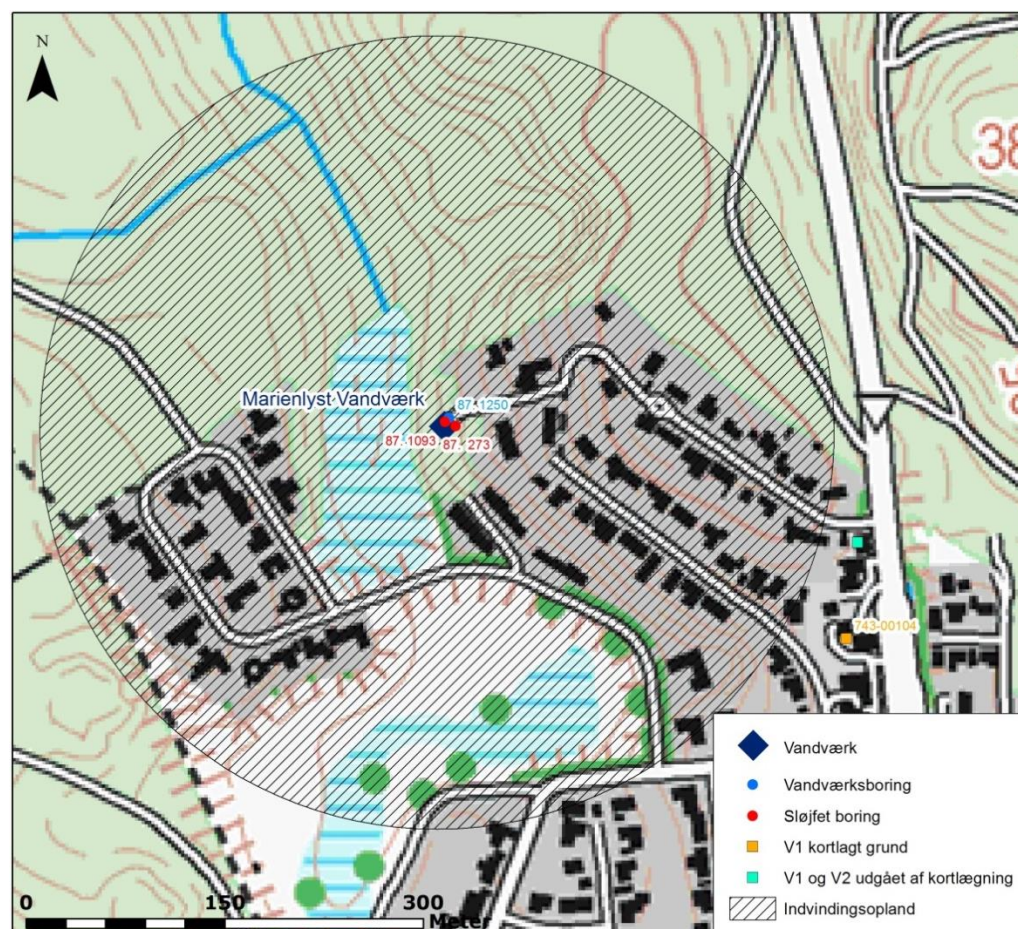 N
38
Marienlyst Vandværk
87. 1250
87. 1093
87. 273
743-00104
Vandværk
Vandværksboring
Sløjfet boring
V1 kortlagt grund
V1 og V2 udgået af kortlægning
Indvindingsopland
0
150
300
Meter